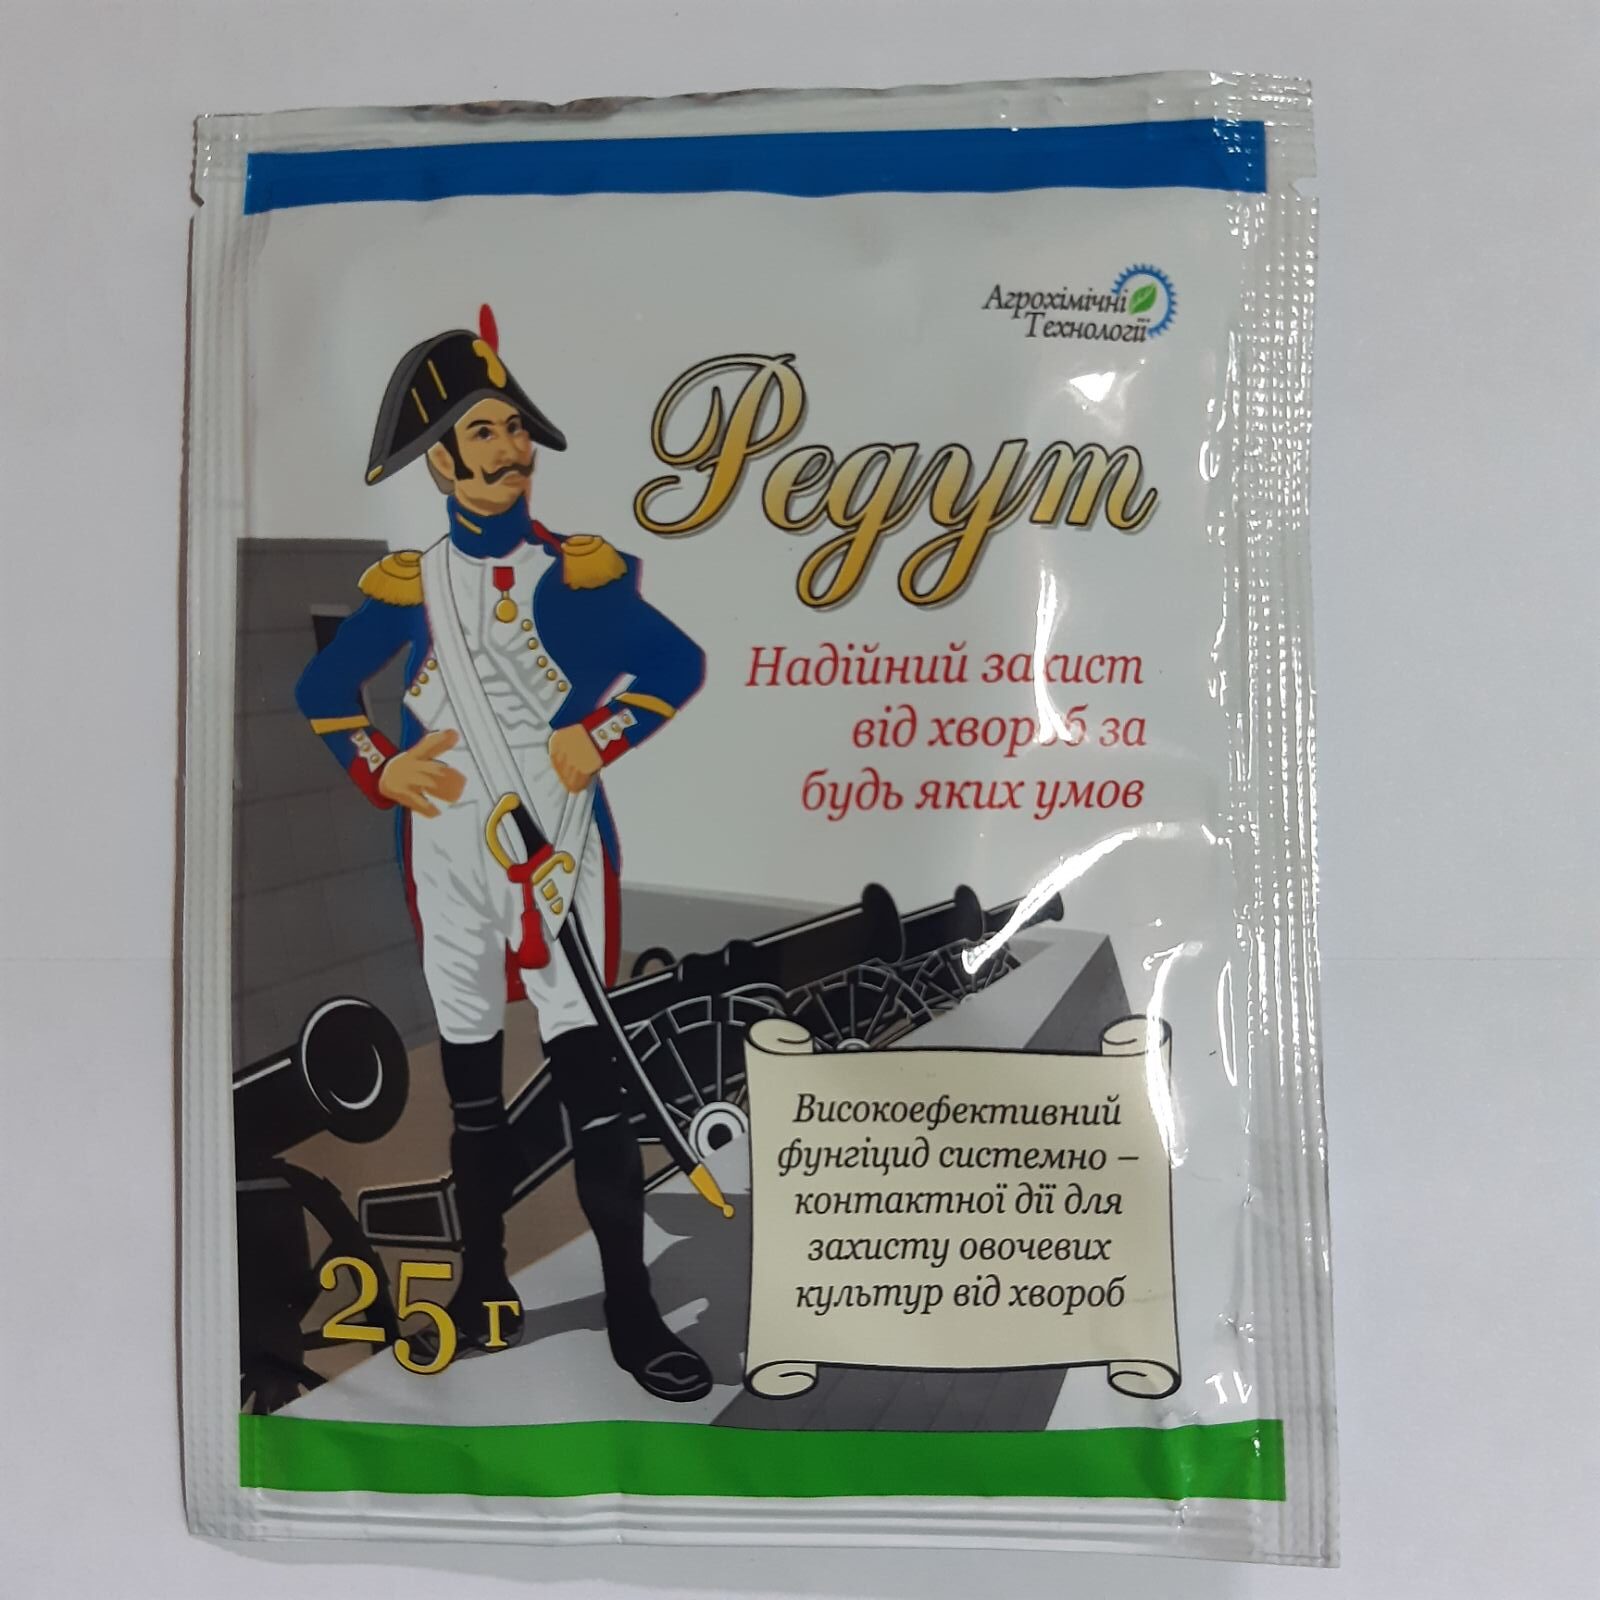 Агрохімічні
Технології
Редут
Надійний захист
від хвороб за
будь яких умов
Високоефективний
фунгіцид системно –
контактної дії для
захисту овочевих
культур від хвороб
25 г